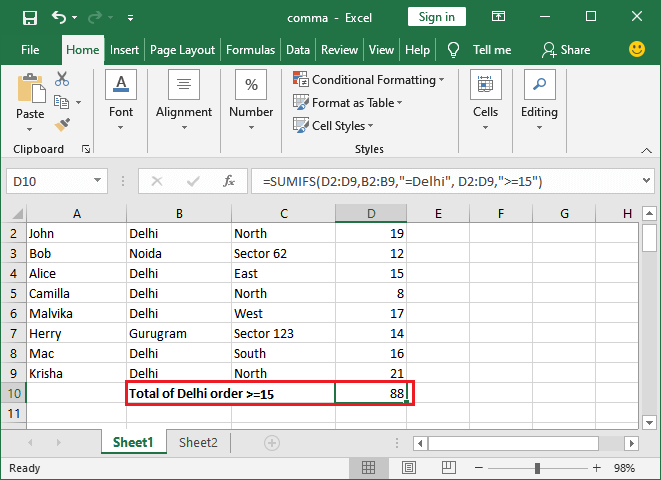 comma - Excel
Sign in
File Home Insert Page Layout Formulas Data Review View Help Tell me Share
Paste
Clipboard
A
Font
Alignment
%
Number
Conditional Formatting
Format as Table
Cell Styles
Styles
Cells
Editing
D10
fx
=SUMIFS(D2:D9,B2:B9,"=Delhi", D2:D9,">=15")
A B C D E F G H
2 John Delhi North 19
3 Bob Noida Sector 62 12
4 Alice Delhi East 15
5 Camilla Delhi North 8
6 Malvika Delhi West 17
7 Herry Gurugram Sector 123 14
8 Mac Delhi South 16
9 Krisha Delhi North 21
10 Total of Delhi order >=15 88
11
Sheet1 Sheet2
Ready
98%